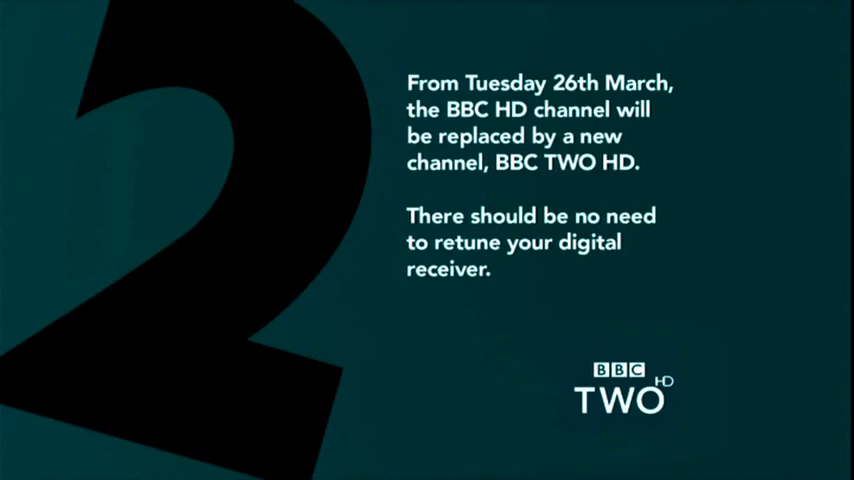 2
From Tuesday 26th March,
the BBC HD channel will
be replaced by a new
channel, BBC TWO HD.
There should be no need
to retune your digital
receiver.
BBC
TWO HD